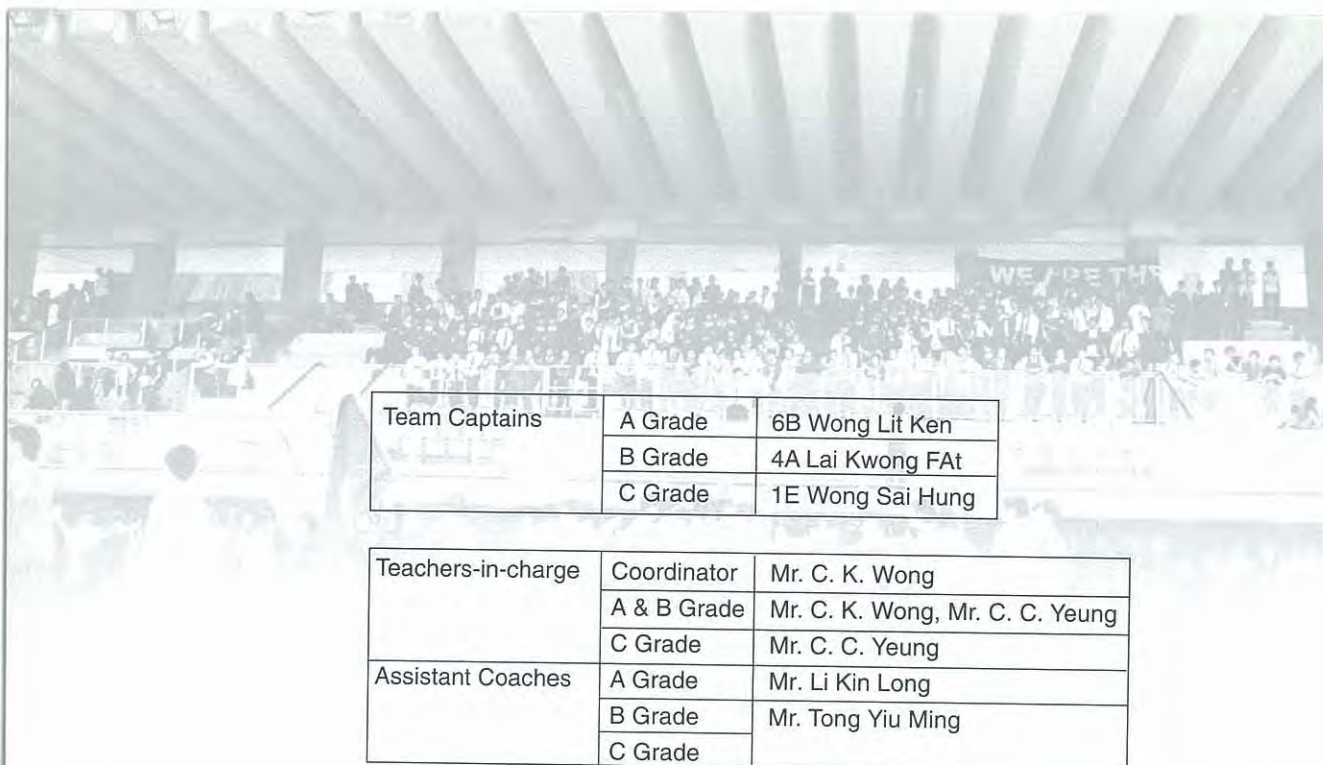 WE ARE THE
Team Captains A Grade 6B Wong Lit Ken
B Grade 4A Lai Kwong FAt
C Grade 1E Wong Sai Hung
Teachers-in-charge Coordinator Mr. C. K. Wong
A & B Grade Mr. C. K. Wong, Mr. C. C. Yeung
C Grade Mr. C. C. Yeung
Assistant Coaches A Grade Mr. Li Kin Long
B Grade Mr. Tong Yiu Ming
C Grade